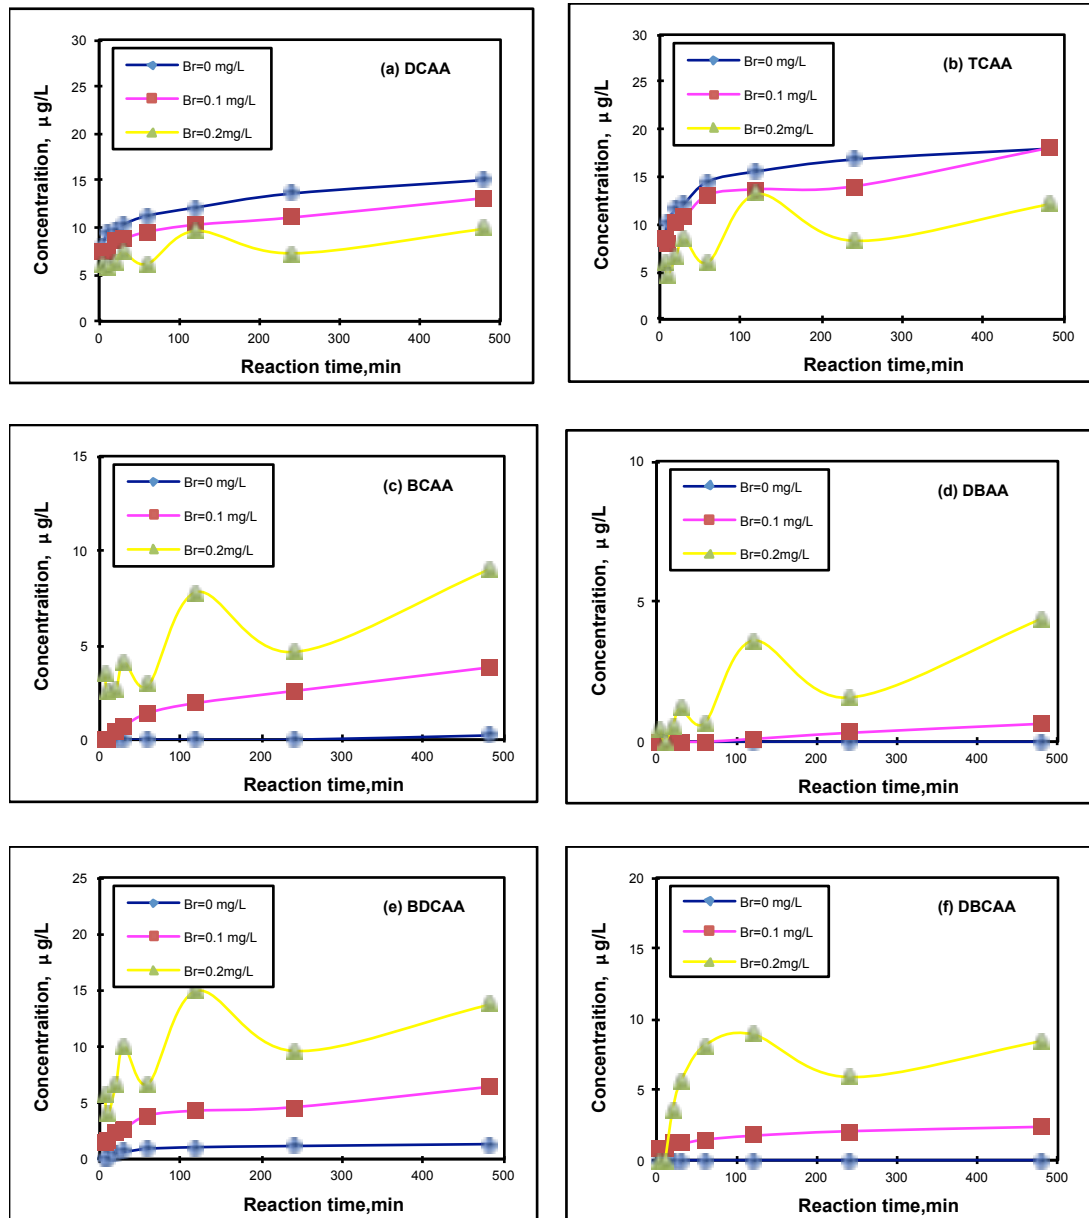 (a) DCAA
Br=0 mg/L
Br=0.1 mg/L
Br=0.2mg/L
Concentraition, μ g/L
30
25
20
15
10
5
0
0 100 200 300 400 500
Reaction time,min
(b) TCAA
Br=0 mg/L
Br=0.1 mg/L
Br=0.2mg/L
Concentraition, μ g/L
30
25
20
15
10
5
0
0 100 200 300 400 500
Reaction time,min
(c) BCAA
Br=0 mg/L
Br=0.1 mg/L
Br=0.2mg/L
Concentraition, μ g/L
15
10
5
0
0 100 200 300 400 500
Reaction time,min
(d) DBAA
Br=0 mg/L
Br=0.1 mg/L
Br=0.2mg/L
Concentraition, μ g/L
10
5
0
0 100 200 300 400 500
Reaction time,min
(e) BDCAA
Br=0 mg/L
Br=0.1 mg/L
Br=0.2mg/L
Concentraition, μ g/L
25
20
15
10
5
0
0 100 200 300 400 500
Reaction time,min
(f) DBCAA
Br=0 mg/L
Br=0.1 mg/L
Br=0.2mg/L
Concentraition, μ g/L
20
15
10
5
0
0 100 200 300 400 500
Reaction time,min